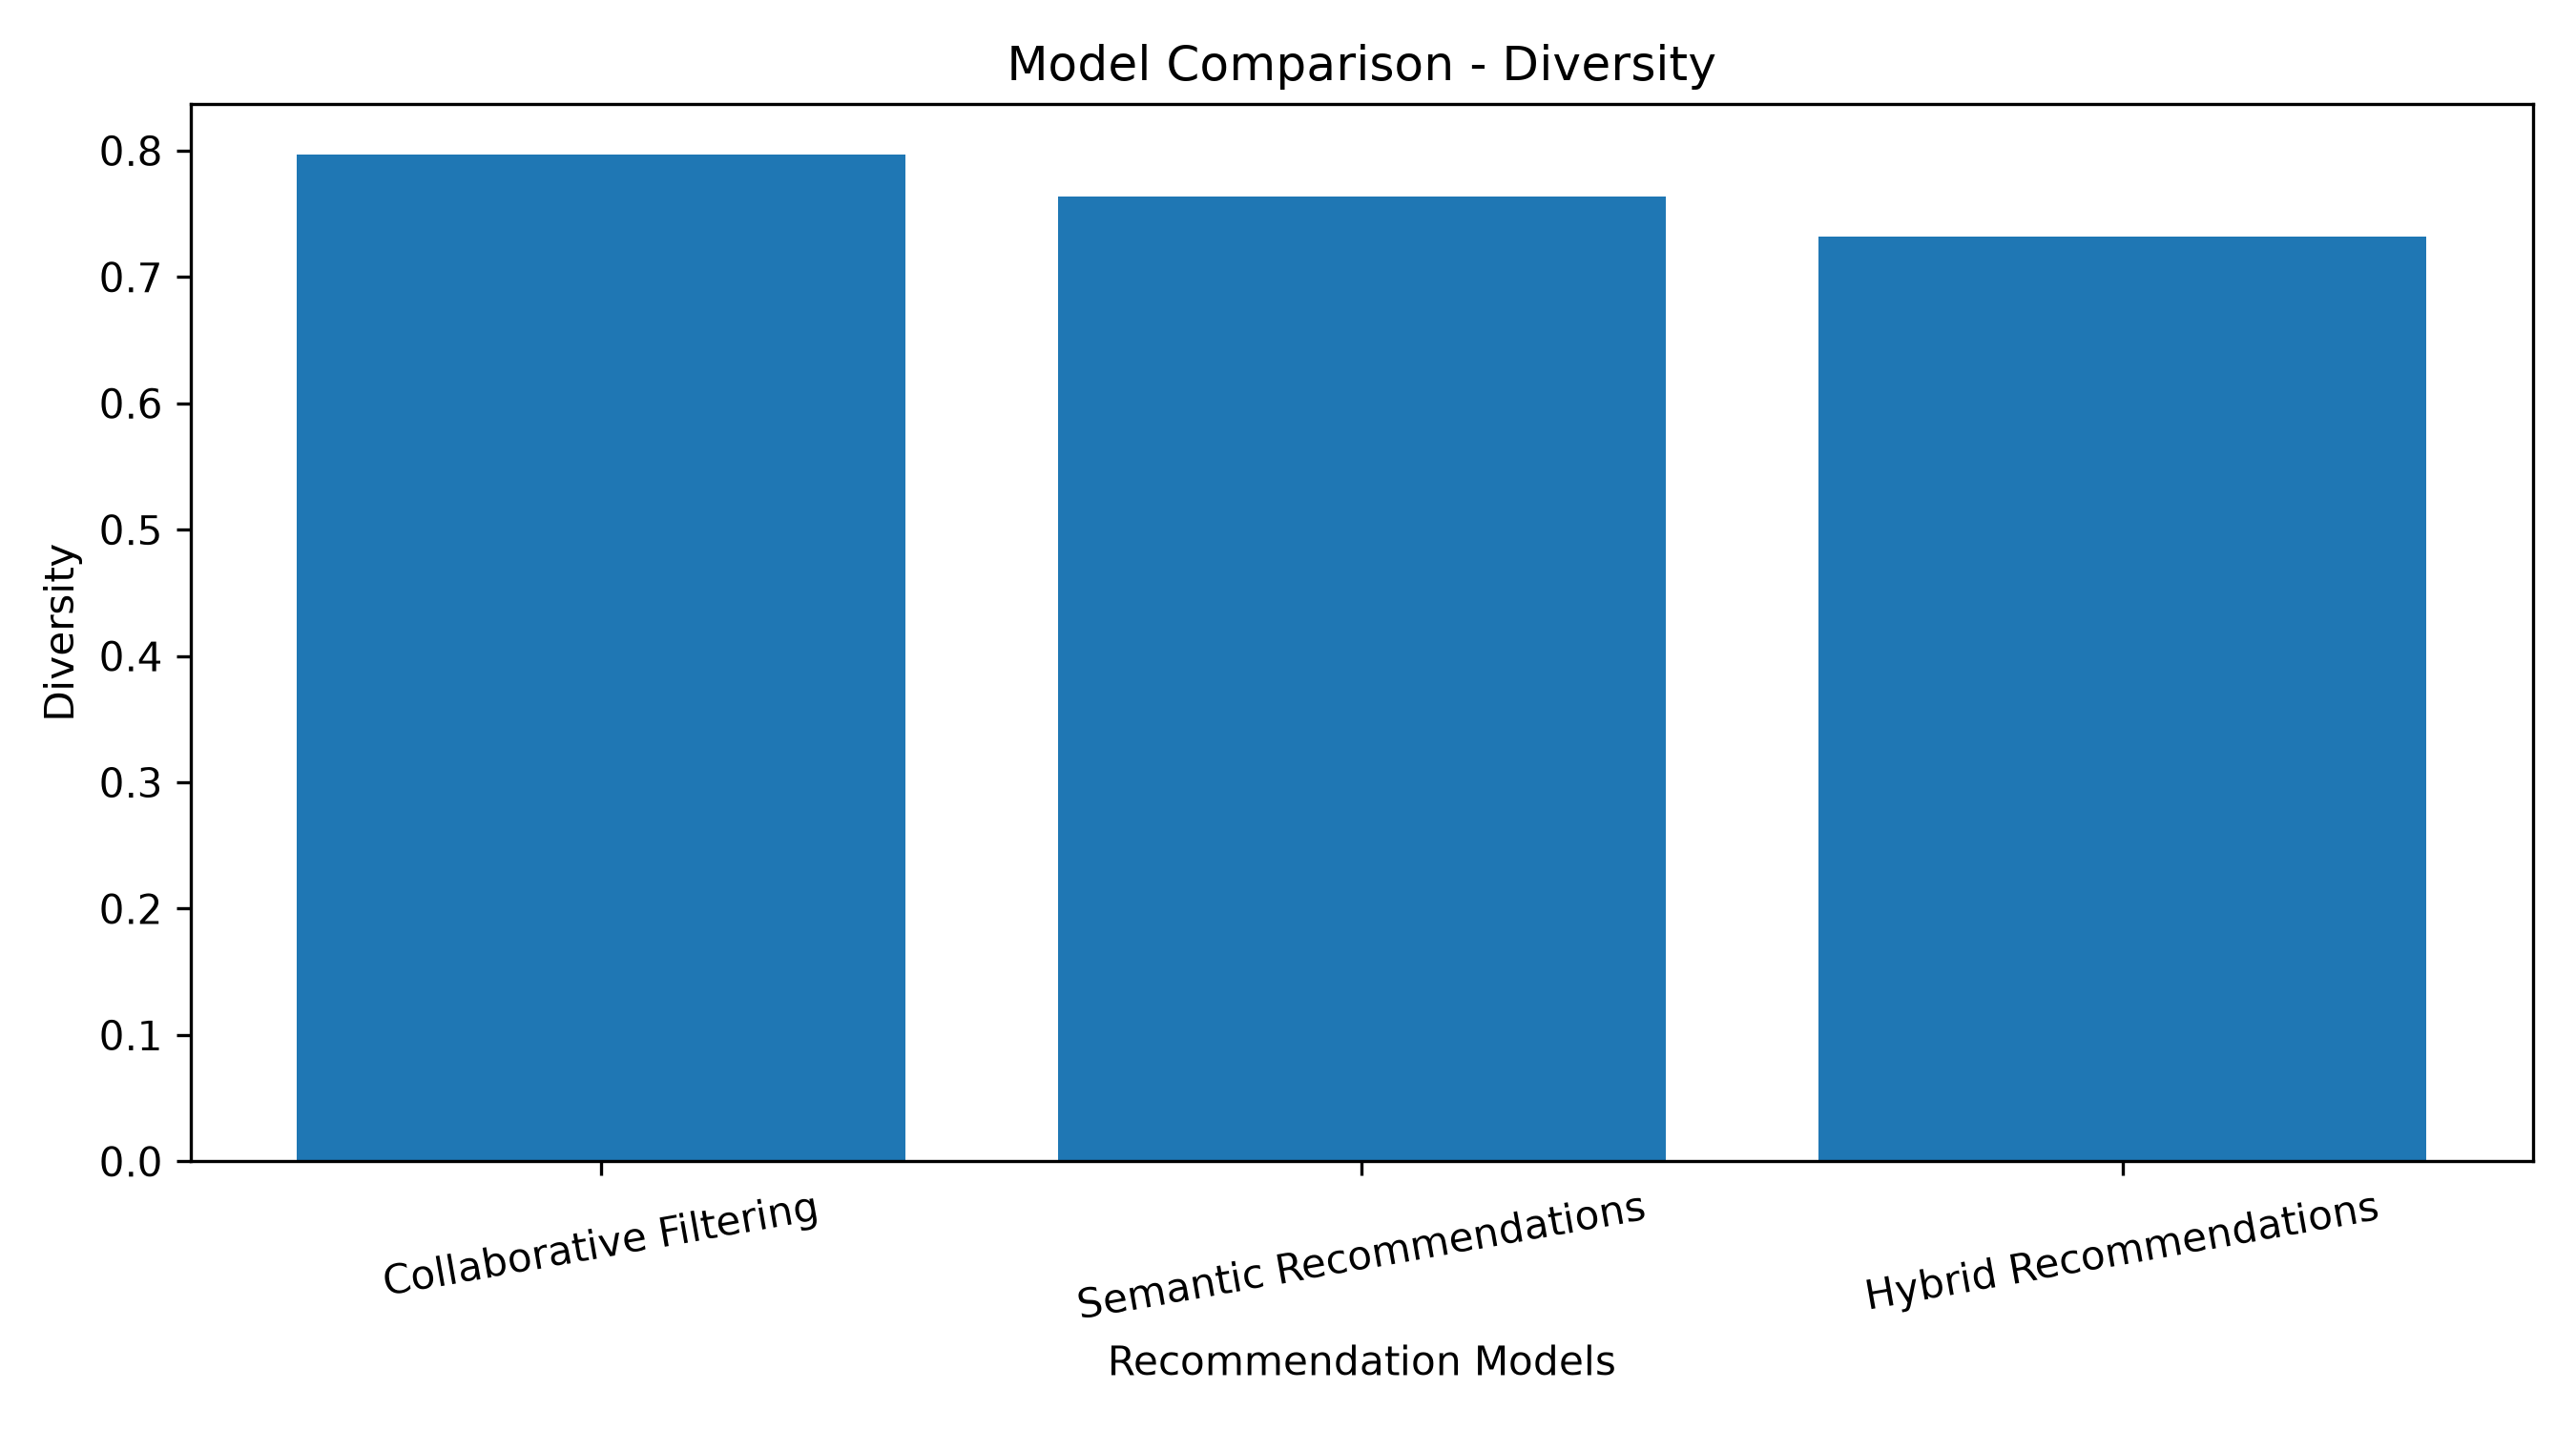 Model Comparison - Diversity
0.8
0.7
0.6
0.5
0.4
0.3
0.2
0.1
0.0
Diversity
Collaborative Filtering
Semantic Recommendations
Hybrid Recommendations
Recommendation Models